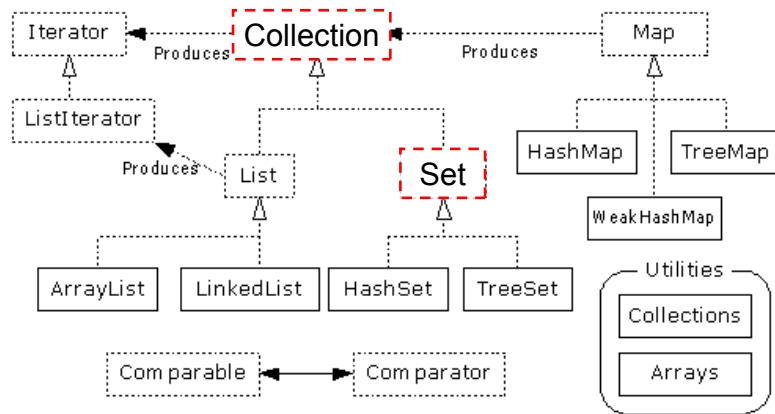 Iterator
Collection
Map
Produces
Produces
ListIterator
Produces
List
Set
HashMap
TreeMap
WeakHashMap
ArrayList
LinkedList
HashSet
TreeSet
Utilities
Collections
Arrays
Comparable
Comparator